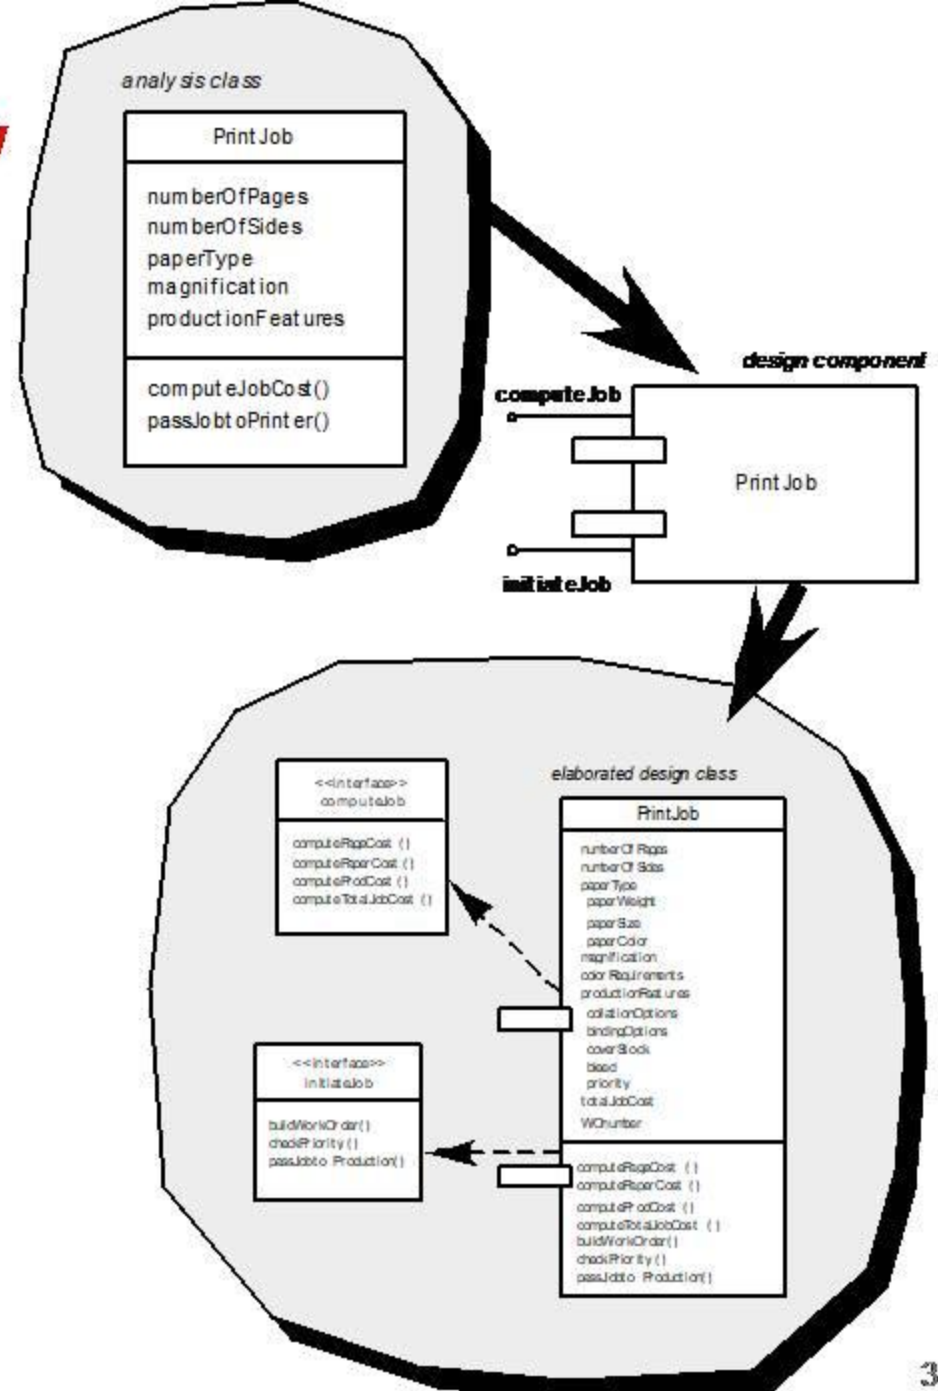 analysis class
PrintJob
numberOfPages
numberOfSides
paperType
magnification
productionFeatures
computeJobCost()
passJobtoPrinter()
design component
computeJob
PrintJob
initiateJob
elaborated design class
<<interface>>
computeJob
computePageCost ()
computePaperCost ()
computeProdCost ()
computeTotalJobCost ()
PrintJob
numberOfPages
numberOfSides
paperType
paperWeight
paperSize
paperColor
magnification
colorRequirements
productionFeatures
collationOptions
bindingOptions
coverStock
bleed
priority
totalJobCost
WOnumber
<<interface>>
initiateJob
buildWorkOrder()
checkPriority ()
passJobto Production()
computePageCost ()
computePaperCost ()
computeProdCost ()
computeTotalJobCost ()
buildWorkOrder()
checkPriority ()
passJobto Production()
3